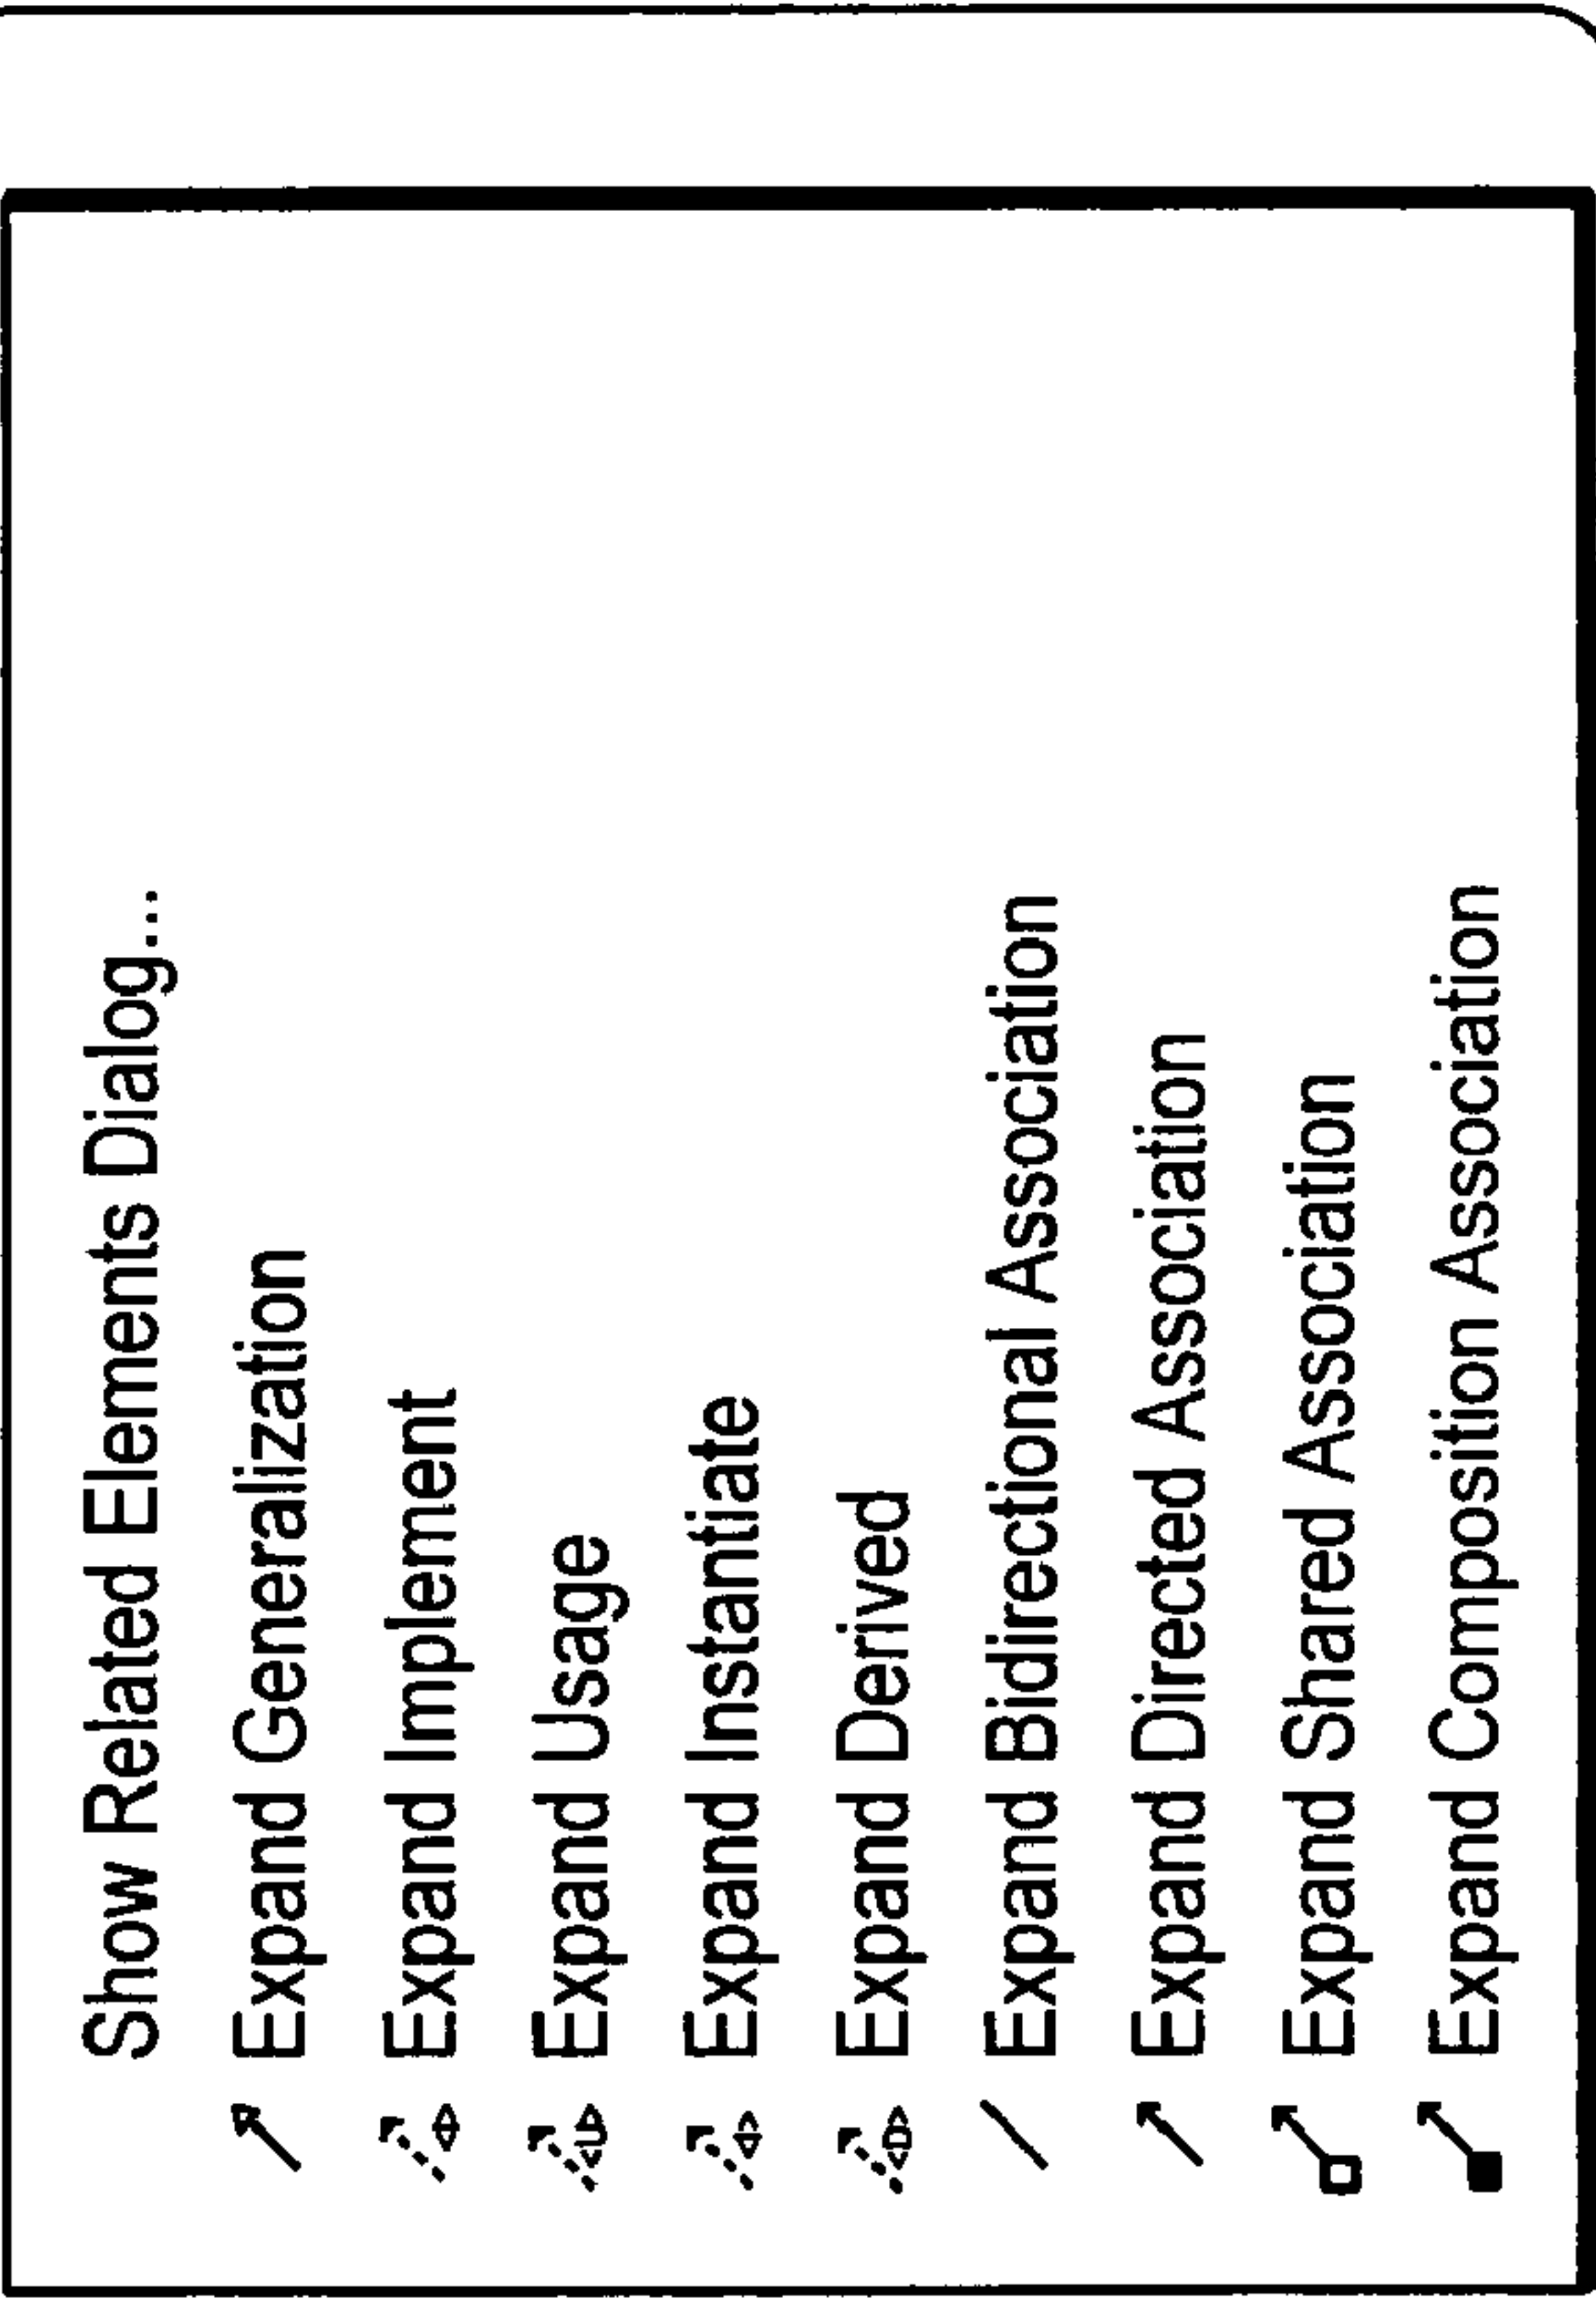 Show Related Elements Dialog...
Expand Generalization
Expand Implement
Expand Usage
Expand Instantiate
Expand Derived
Expand Bidirectional Association
Expand Directed Association
Expand Shared Association
Expand Composition Association